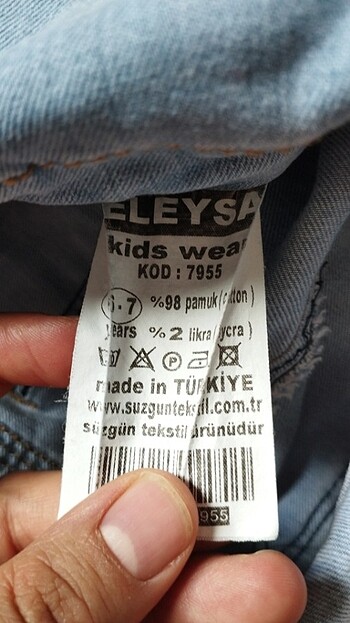 ELEYSA
kids wear
KOD : 7955
6-7 %98 pamuk (cotton)
years %2 likra (lycra)
P
made in TÜRKİYE
www.suzguntekstil.com.tr
süzgün tekstil ürünüdür
955